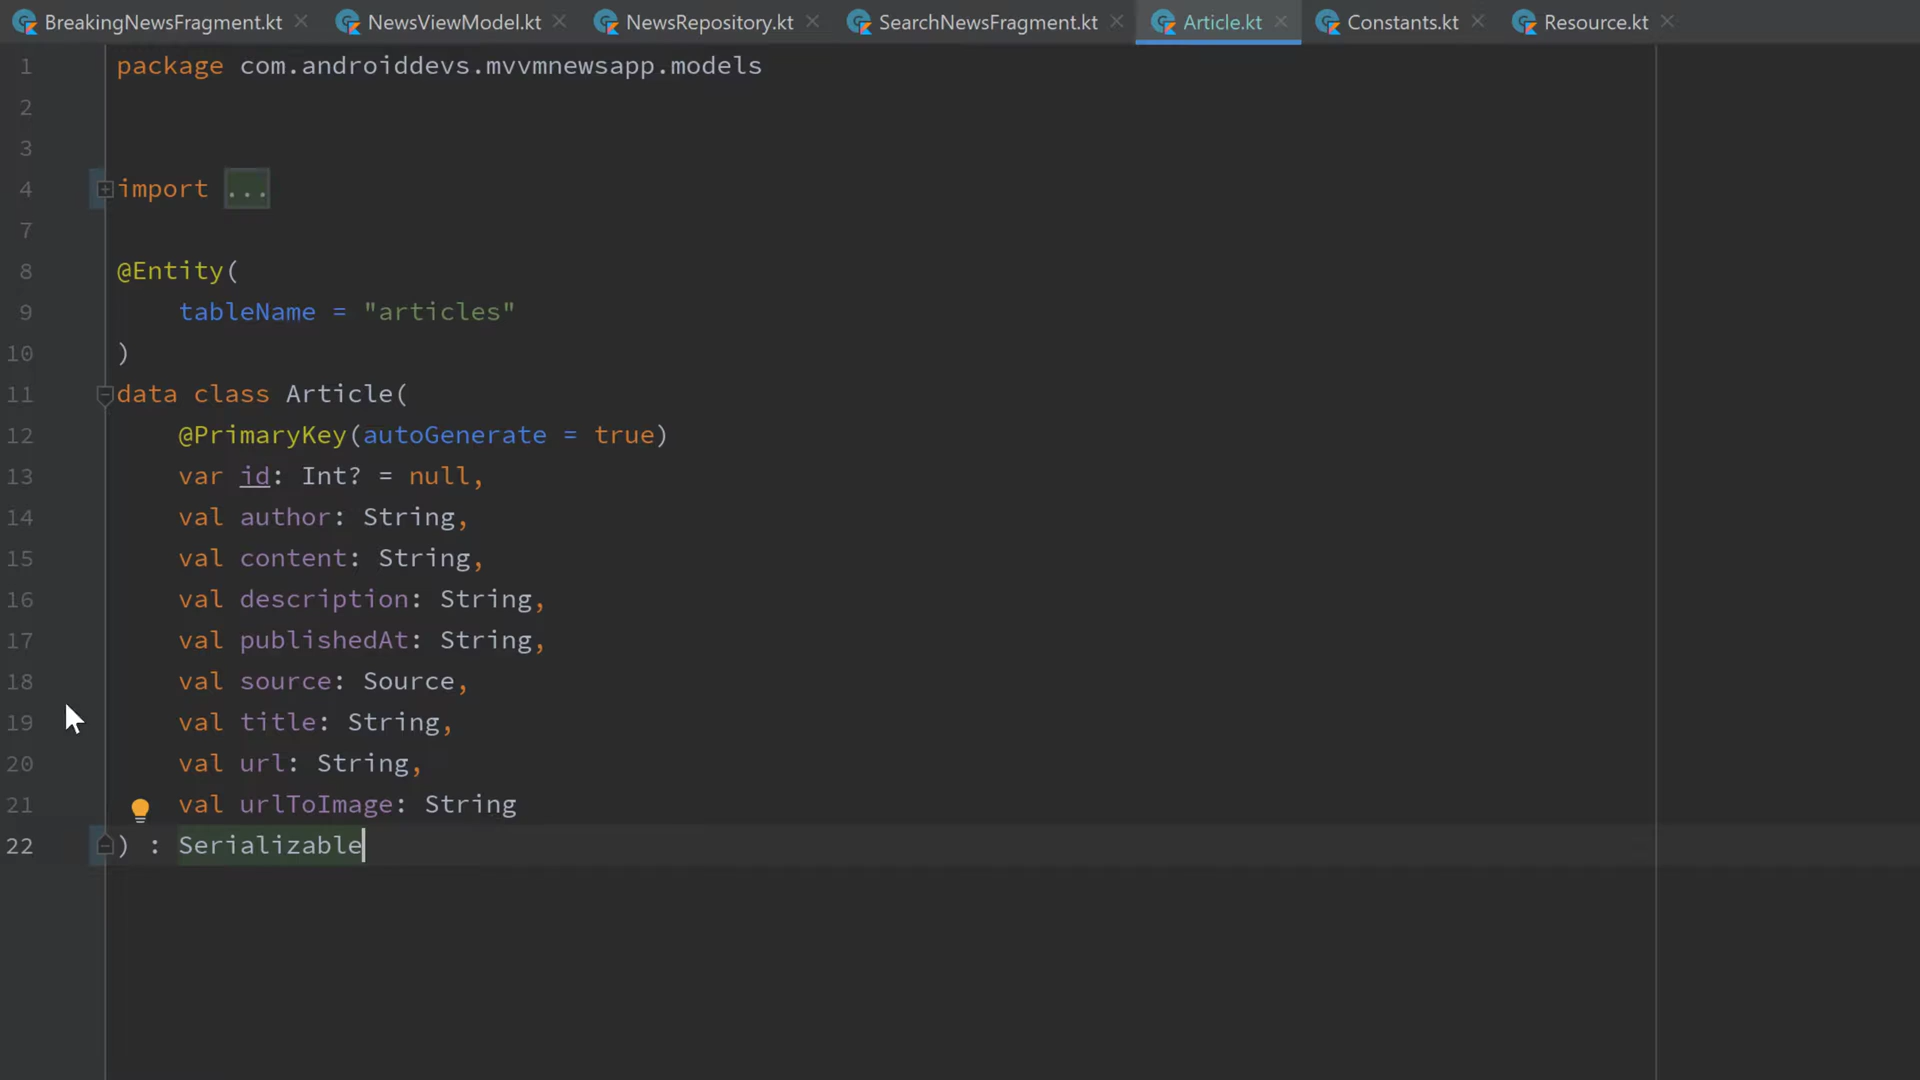 BreakingNewsFragment.kt NewsViewModel.kt NewsRepository.kt SearchNewsFragment.kt Article.kt Constants.kt Resource.kt
1 package com.androiddevs.mvvmnewsapp.models
2
3
4 import ...
7
8 @Entity(
9 tableName = "articles"
10 )
11 data class Article(
12 @PrimaryKey(autoGenerate = true)
13 var id: Int? = null,
14 val author: String,
15 val content: String,
16 val description: String,
17 val publishedAt: String,
18 val source: Source,
19 val title: String,
20 val url: String,
21 val urlToImage: String
22 ) : Serializable